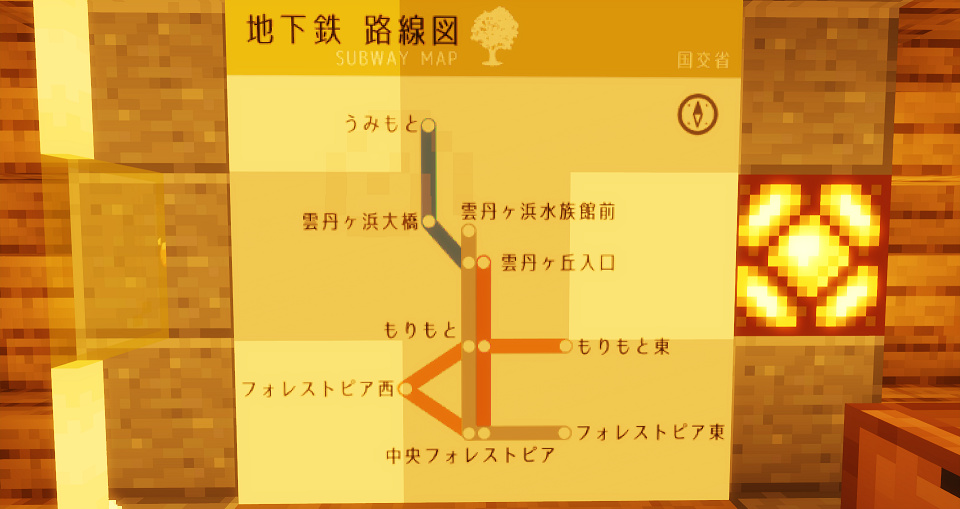 地下鉄 路線図
SUBWAY MAP
国交省
うみもと
雲丹ヶ浜大橋
雲丹ヶ浜水族館前
雲丹ヶ丘入口
もりもと
もりもと東
フォレストピア西
フォレストピア東
中央フォレストピア